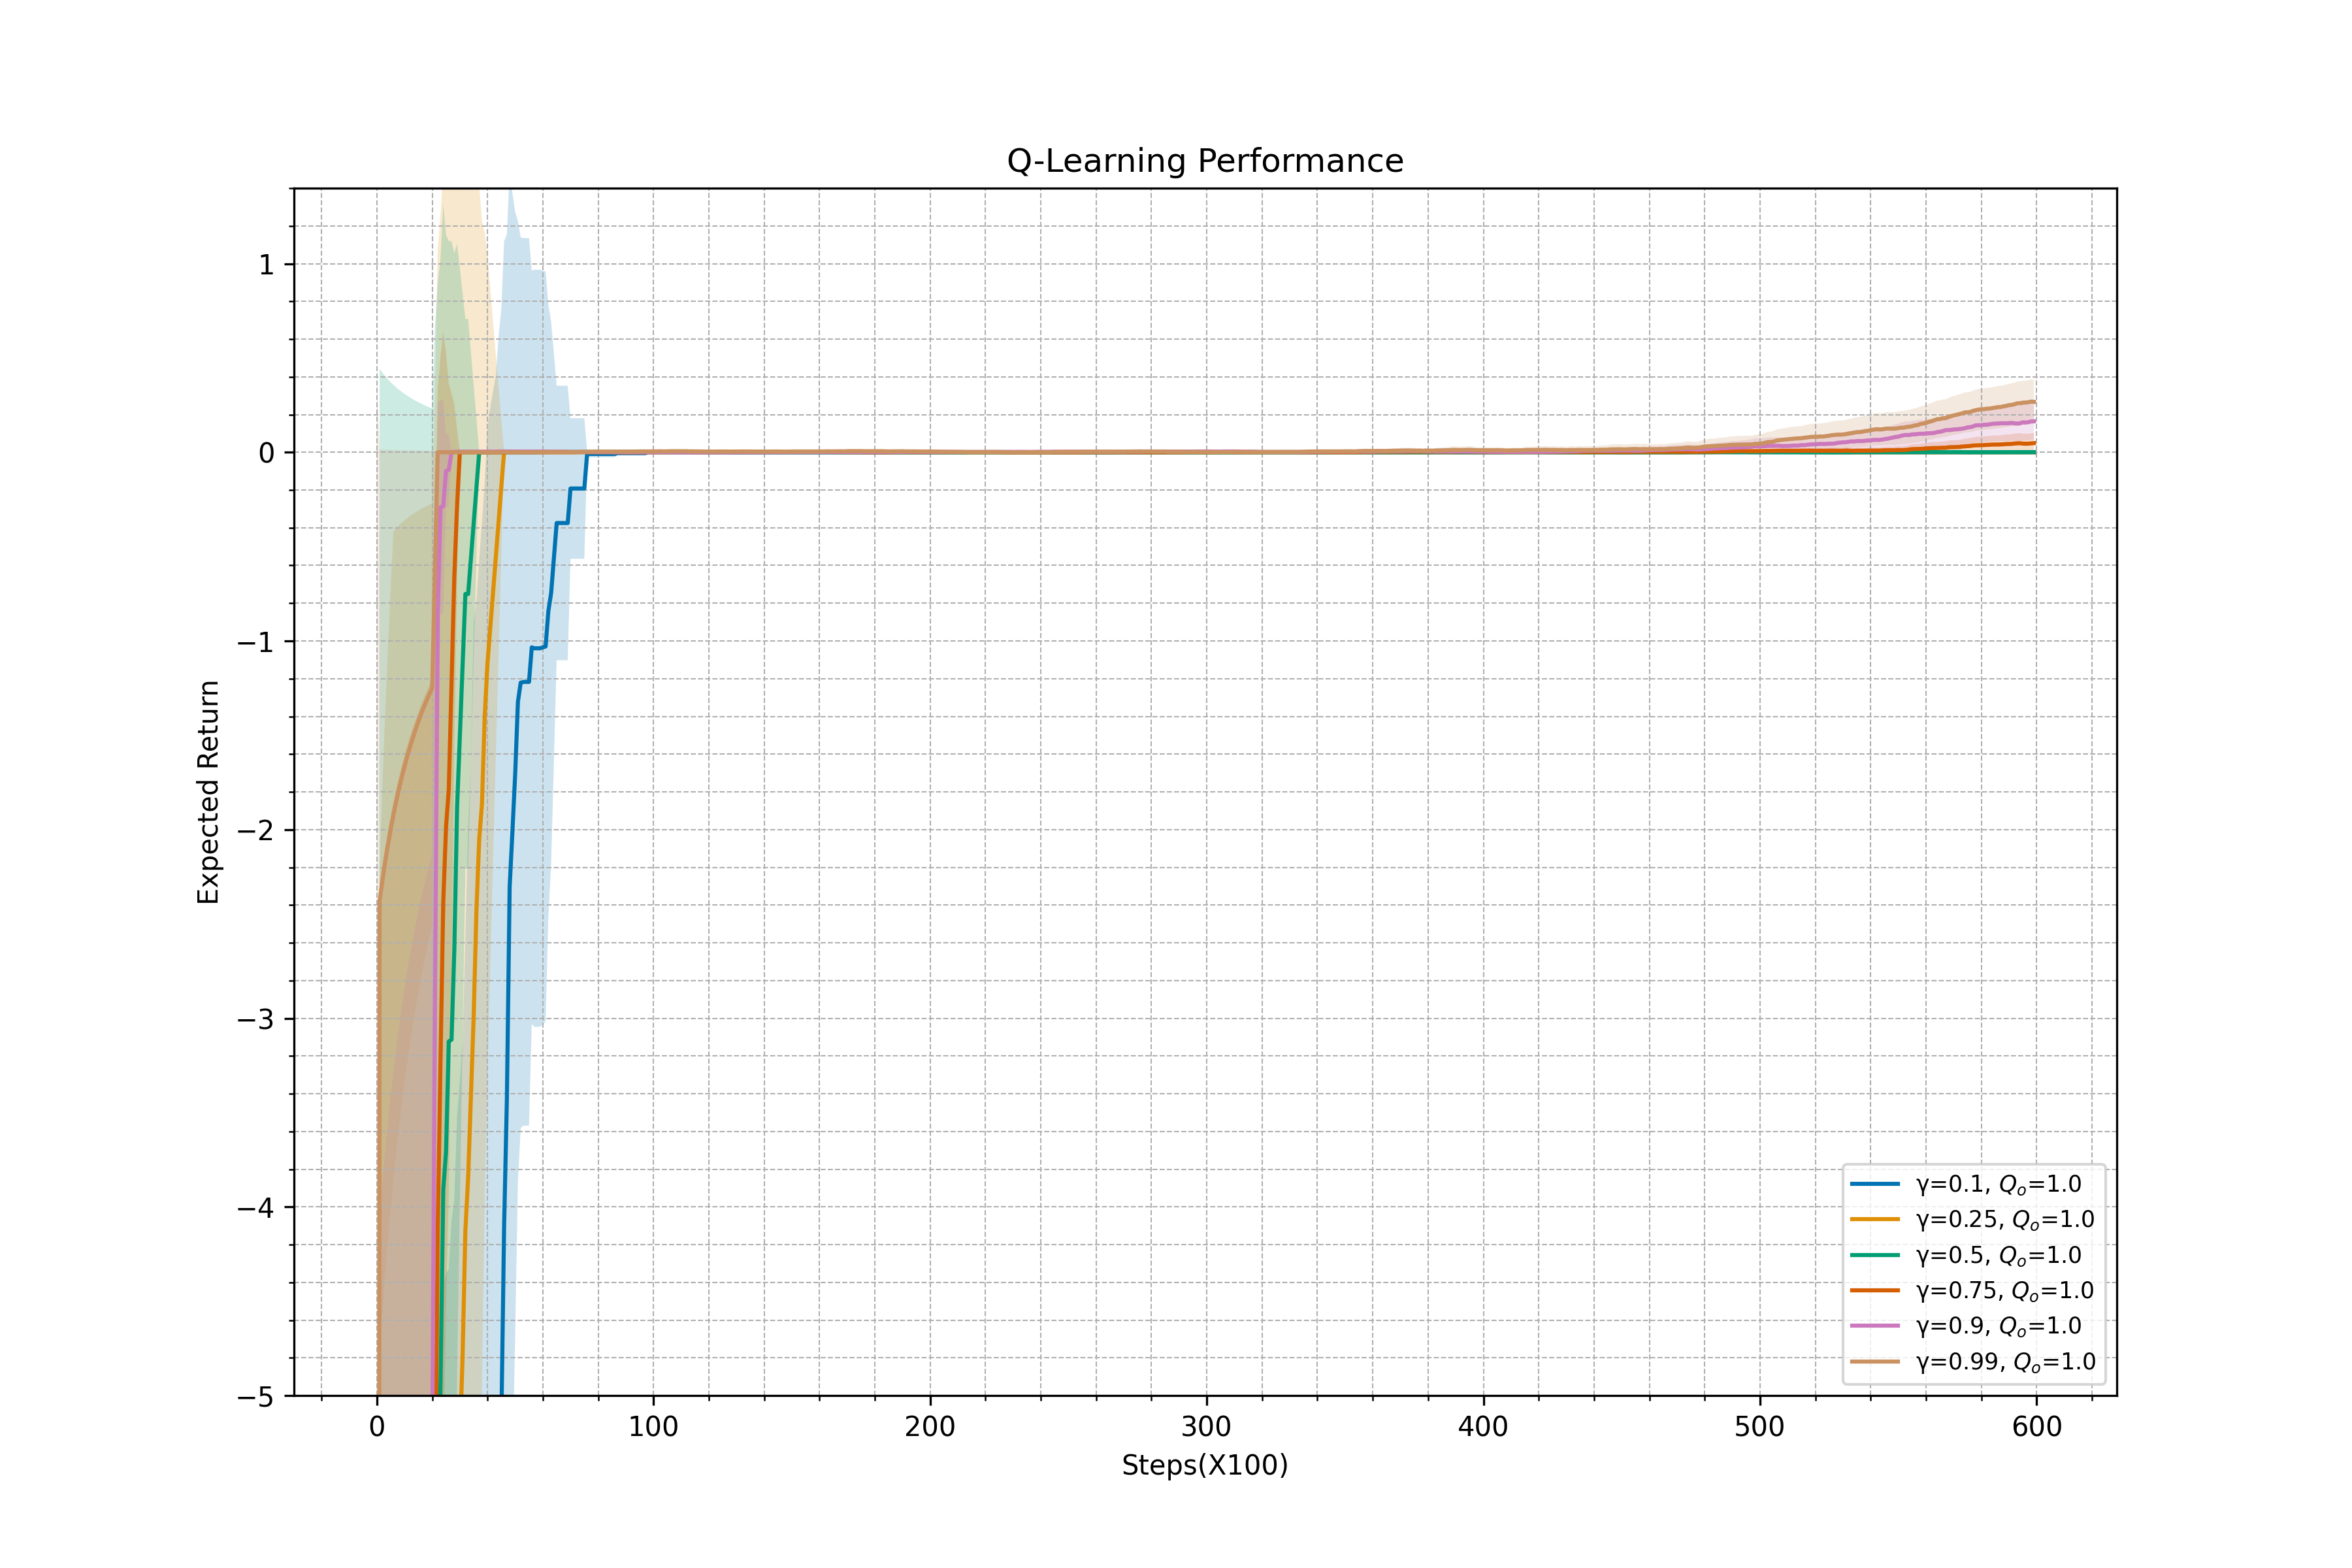 Q-Learning Performance
Expected Return
1
0
−1
−2
−3
−4
−5
0 100 200 300 400 500 600
Steps(X100)
γ=0.1, Qo=1.0
γ=0.25, Qo=1.0
γ=0.5, Qo=1.0
γ=0.75, Qo=1.0
γ=0.9, Qo=1.0
γ=0.99, Qo=1.0